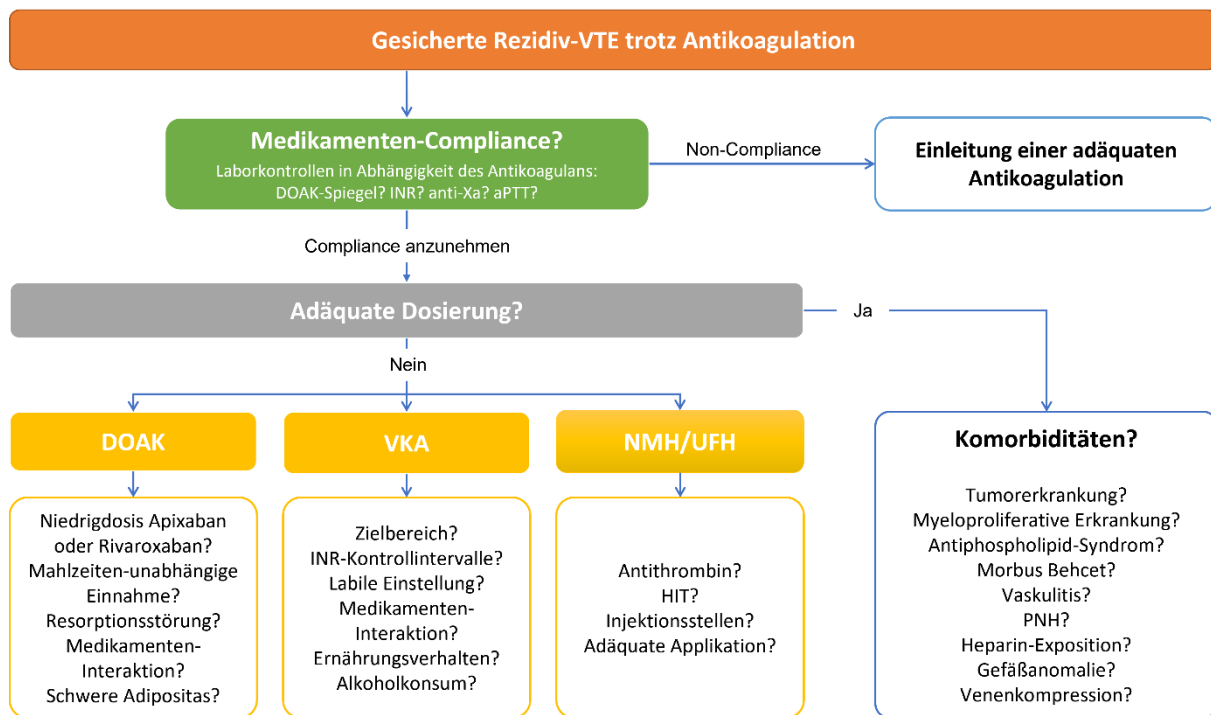 Gesicherte Rezidiv-VTE trotz Antikoagulation
Medikamenten-Compliance?
Laborkontrollen in Abhängigkeit des Antikoagulans:
DOAK-Spiegel? INR? anti-Xa? aPTT?
Non-Compliance
Einleitung einer adäquaten
Antikoagulation
Compliance anzunehmen
Adäquate Dosierung?
Ja
Nein
DOAK
Niedrigdosis Apixaban
oder Rivaroxaban?
Mahlzeiten-unabhängige
Einnahme?
Resorptionsstörung?
Medikamenten-
Interaktion?
Schwere Adipositas?
VKA
Zielbereich?
INR-Kontrollintervalle?
Labile Einstellung?
Medikamenten-
Interaktion?
Ernährungsverhalten?
Alkoholkonsum?
NMH/UFH
Antithrombin?
HIT?
Injektionsstellen?
Adäquate Applikation?
Komorbiditäten?
Tumorerkrankung?
Myeloproliferative Erkrankung?
Antiphospholipid-Syndrom?
Morbus Behcet?
Vaskulitis?
PNH?
Heparin-Exposition?
Gefäßanomalie?
Venenkompression?